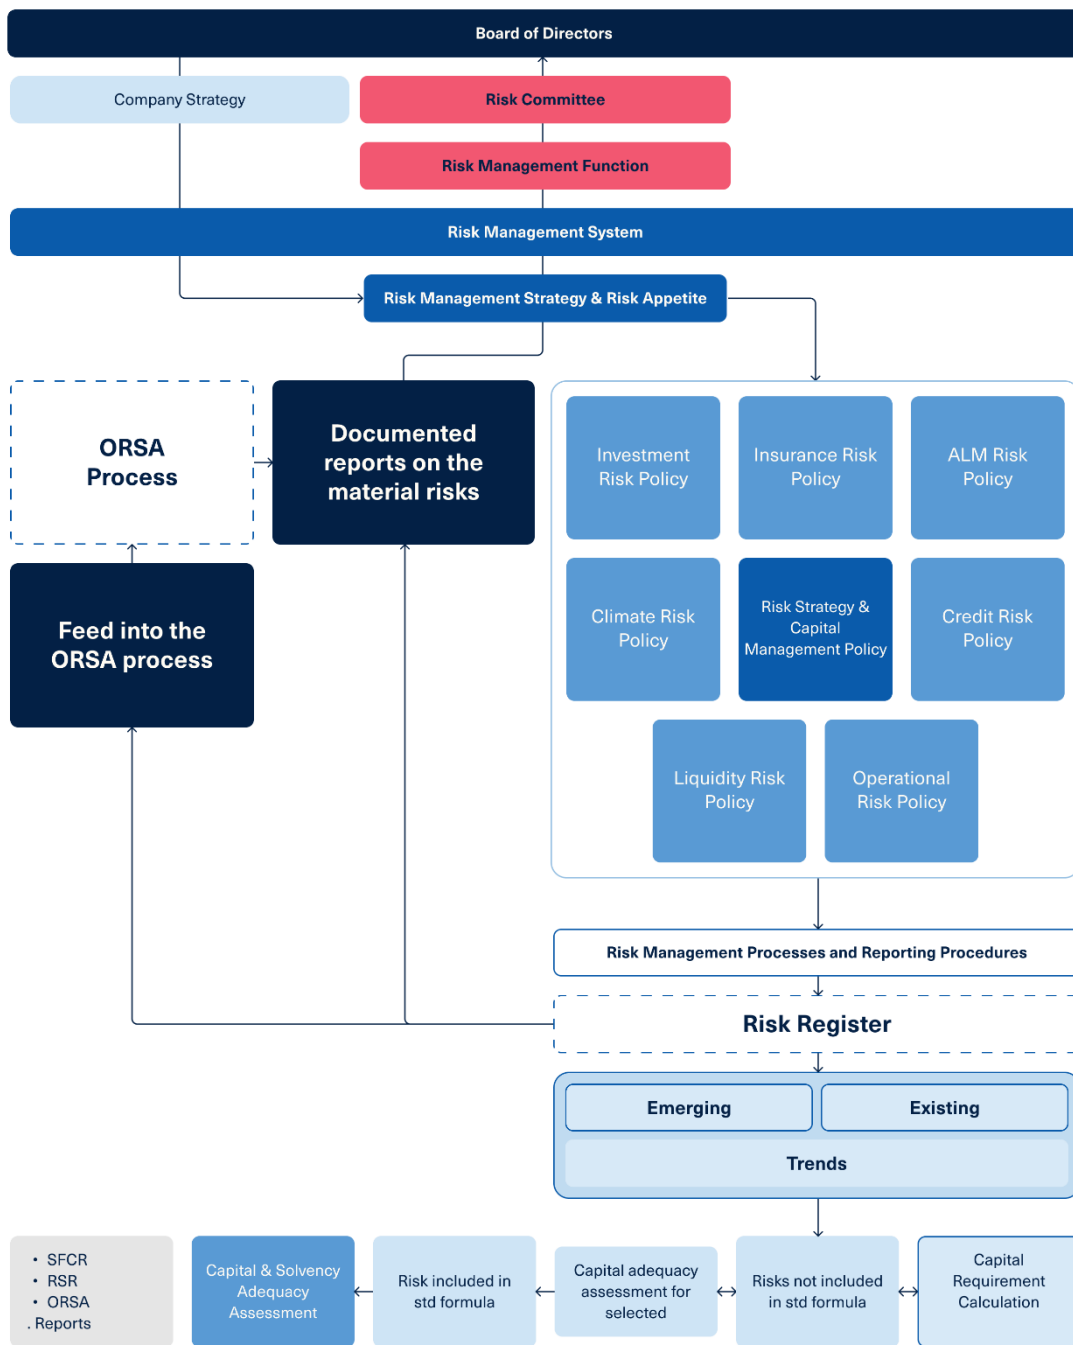 Board of Directors
Company Strategy
Risk Committee
Risk Management Function
Risk Management System
Risk Management Strategy & Risk Appetite
ORSA
Process
Documented
reports on the
material risks
Feed into the
ORSA process
Investment
Risk Policy
Insurance Risk
Policy
ALM Risk
Policy
Climate Risk
Policy
Risk Strategy &
Capital
Management Policy
Credit Risk
Policy
Liquidity Risk
Policy
Operational
Risk Policy
Risk Management Processes and Reporting Procedures
Risk Register
Emerging
Existing
Trends
• SFCR
• RSR
• ORSA
. Reports
Capital & Solvency
Adequacy
Assessment
Risk included in
std formula
Capital adequacy
assessment for
selected
Risks not included
in std formula
Capital
Requirement
Calculation